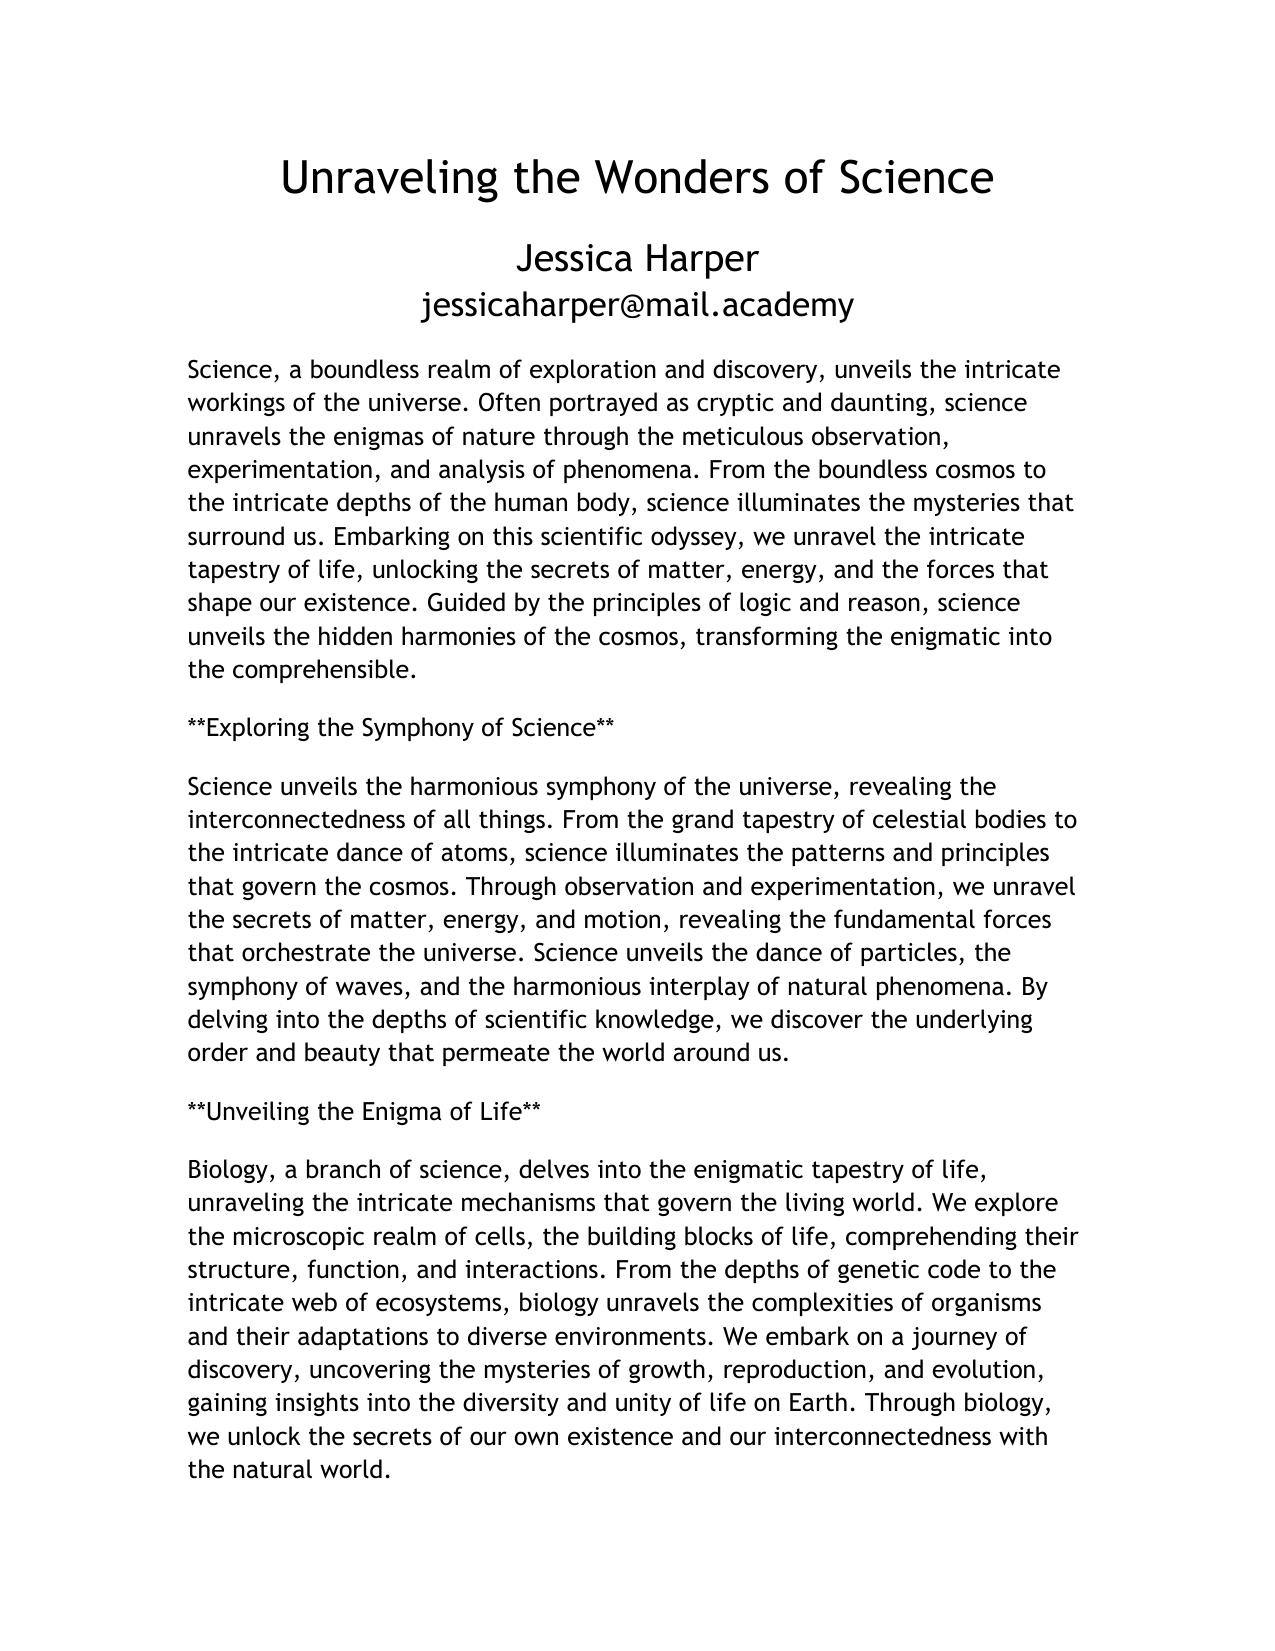 Unraveling the Wonders of Science
Jessica Harper
jessicaharper@mail.academy
Science, a boundless realm of exploration and discovery, unveils the intricate
workings of the universe. Often portrayed as cryptic and daunting, science
unravels the enigmas of nature through the meticulous observation,
experimentation, and analysis of phenomena. From the boundless cosmos to
the intricate depths of the human body, science illuminates the mysteries that
surround us. Embarking on this scientific odyssey, we unravel the intricate
tapestry of life, unlocking the secrets of matter, energy, and the forces that
shape our existence. Guided by the principles of logic and reason, science
unveils the hidden harmonies of the cosmos, transforming the enigmatic into
the comprehensible.
**Exploring the Symphony of Science**
Science unveils the harmonious symphony of the universe, revealing the
interconnectedness of all things. From the grand tapestry of celestial bodies to
the intricate dance of atoms, science illuminates the patterns and principles
that govern the cosmos. Through observation and experimentation, we unravel
the secrets of matter, energy, and motion, revealing the fundamental forces
that orchestrate the universe. Science unveils the dance of particles, the
symphony of waves, and the harmonious interplay of natural phenomena. By
delving into the depths of scientific knowledge, we discover the underlying
order and beauty that permeate the world around us.
**Unveiling the Enigma of Life**
Biology, a branch of science, delves into the enigmatic tapestry of life,
unraveling the intricate mechanisms that govern the living world. We explore
the microscopic realm of cells, the building blocks of life, comprehending their
structure, function, and interactions. From the depths of genetic code to the
intricate web of ecosystems, biology unravels the complexities of organisms
and their adaptations to diverse environments. We embark on a journey of
discovery, uncovering the mysteries of growth, reproduction, and evolution,
gaining insights into the diversity and unity of life on Earth. Through biology,
we unlock the secrets of our own existence and our interconnectedness with
the natural world.